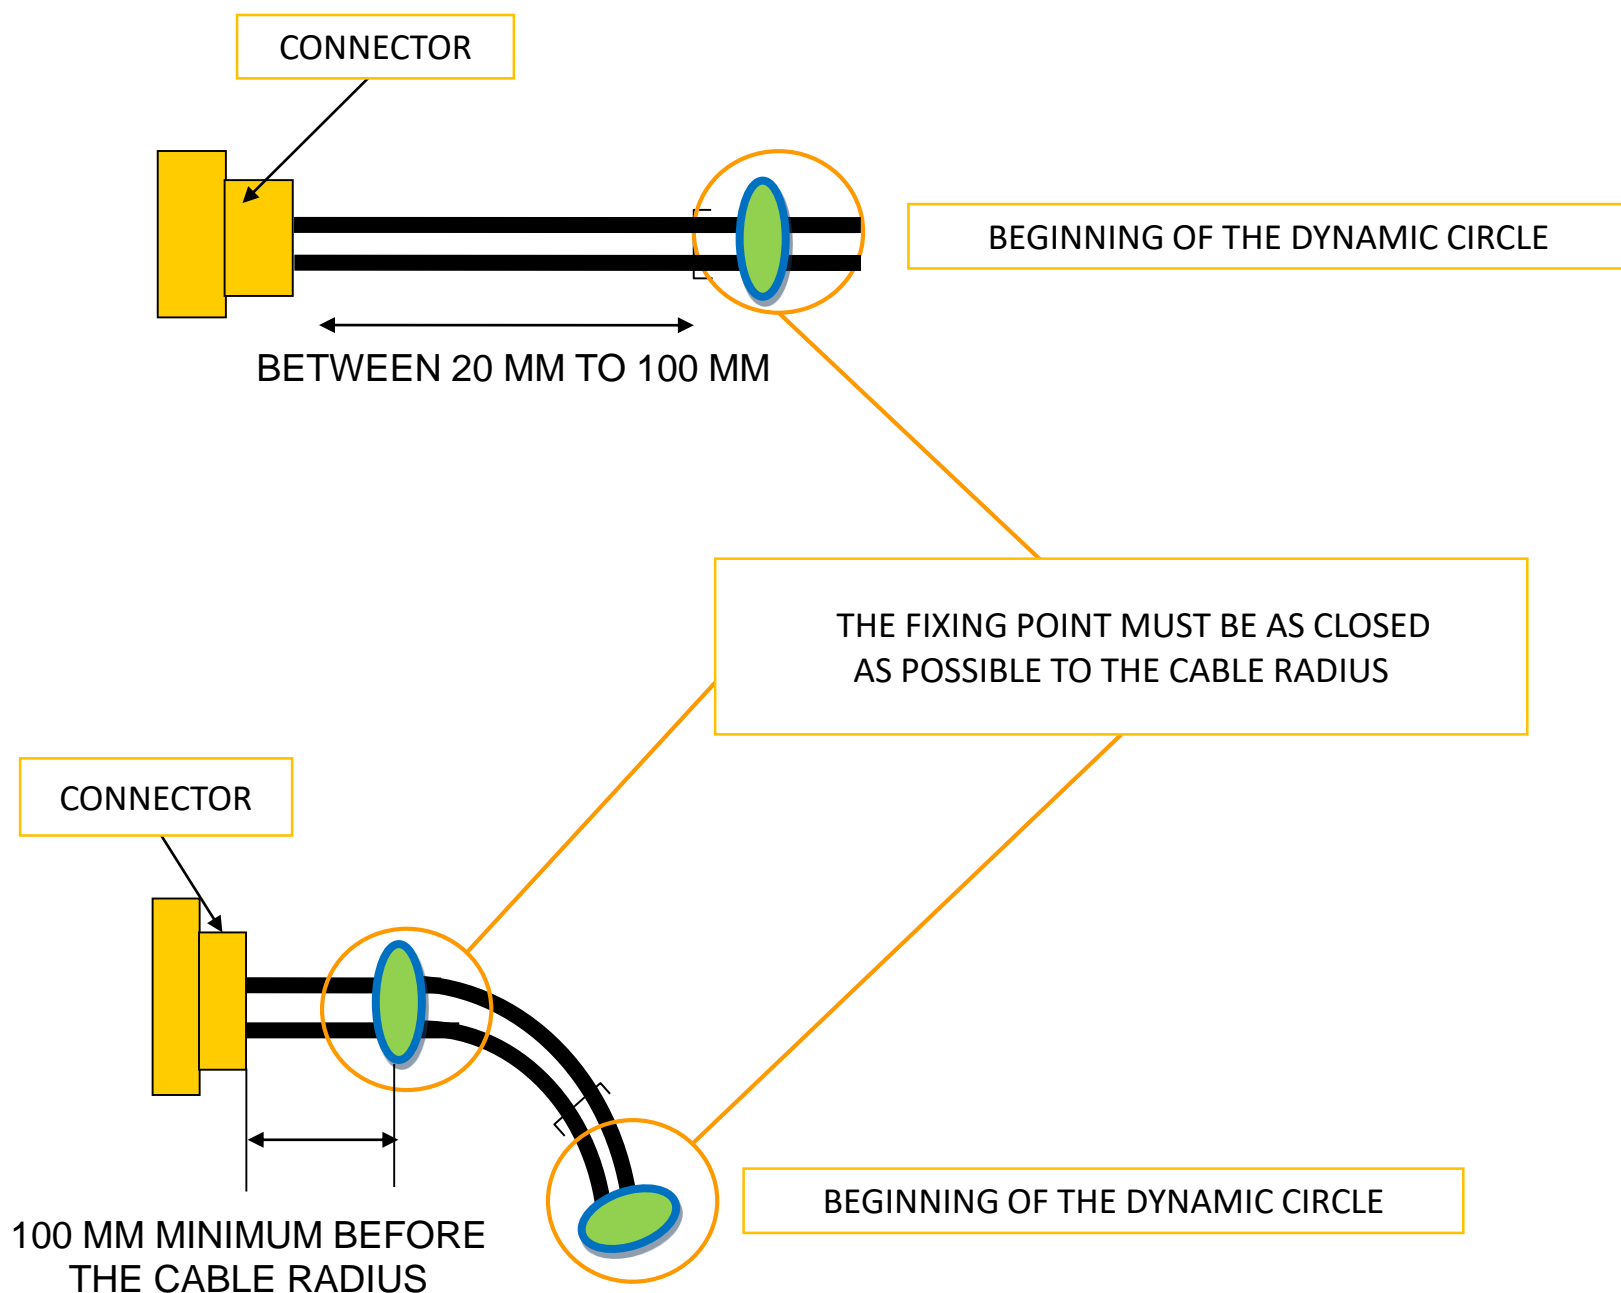 CONNECTOR
BEGINNING OF THE DYNAMIC CIRCLE
BETWEEN 20 MM TO 100 MM
THE FIXING POINT MUST BE AS CLOSED
AS POSSIBLE TO THE CABLE RADIUS
CONNECTOR
BEGINNING OF THE DYNAMIC CIRCLE
100 MM MINIMUM BEFORE
THE CABLE RADIUS